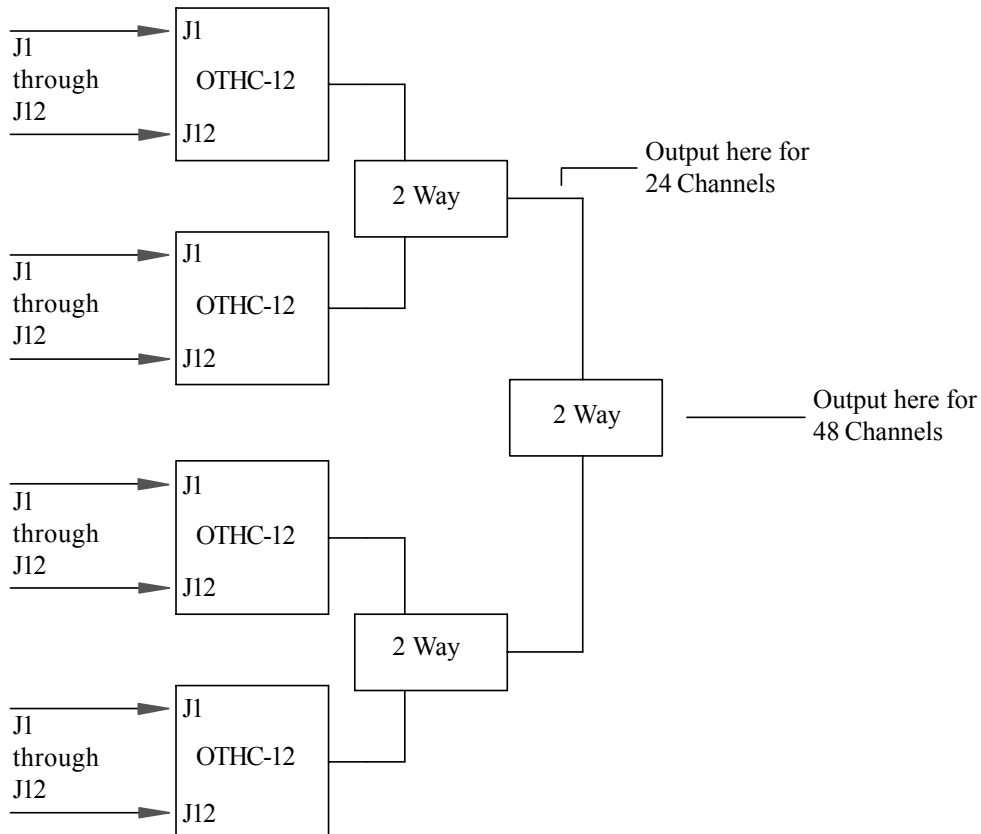 J1
through
J12
J1
OTHC-12
J12
2 Way
Output here for
24 Channels
J1
through
J12
J1
OTHC-12
J12
2 Way
Output here for
48 Channels
J1
through
J12
J1
OTHC-12
J12
2 Way
J1
through
J12
J1
OTHC-12
J12